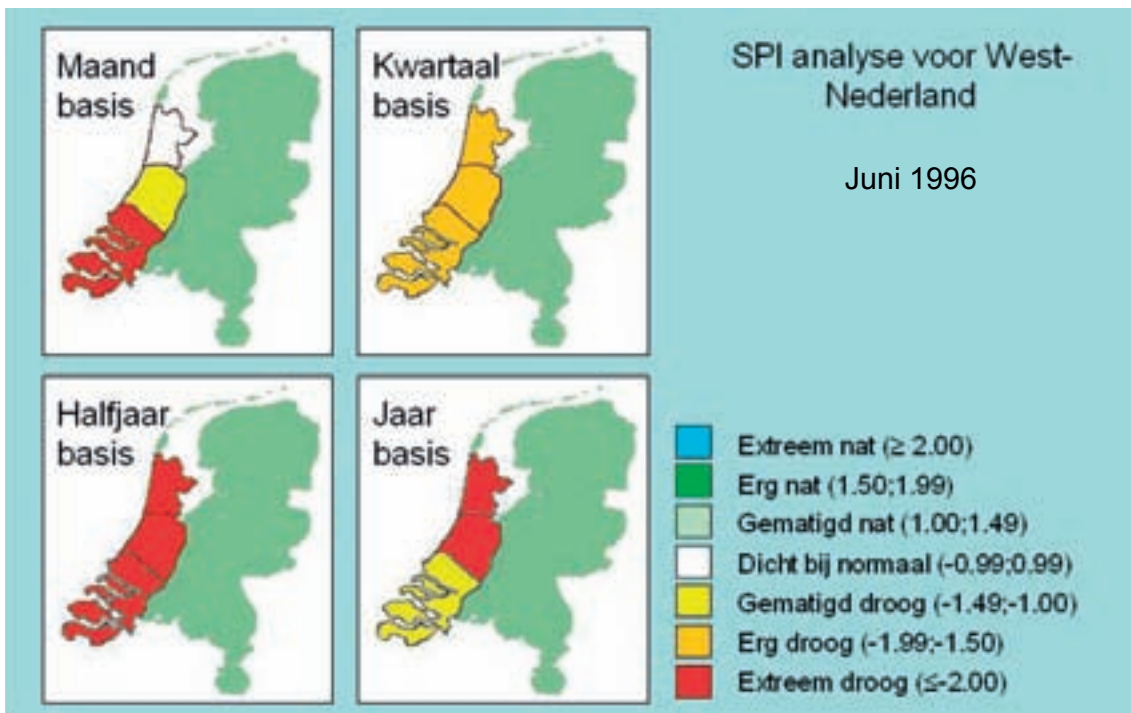 Maand
basis
Kwartaal
basis
SPI analyse voor West-
Nederland
Juni 1996
Halfjaar
basis
Jaar
basis
Extreem nat (≥ 2.00)
Erg nat (1.50;1.99)
Gematigd nat (1.00;1.49)
Dicht bij normaal (-0.99;0.99)
Gematigd droog (-1.49;-1.00)
Erg droog (-1.99;-1.50)
Extreem droog (≤-2.00)